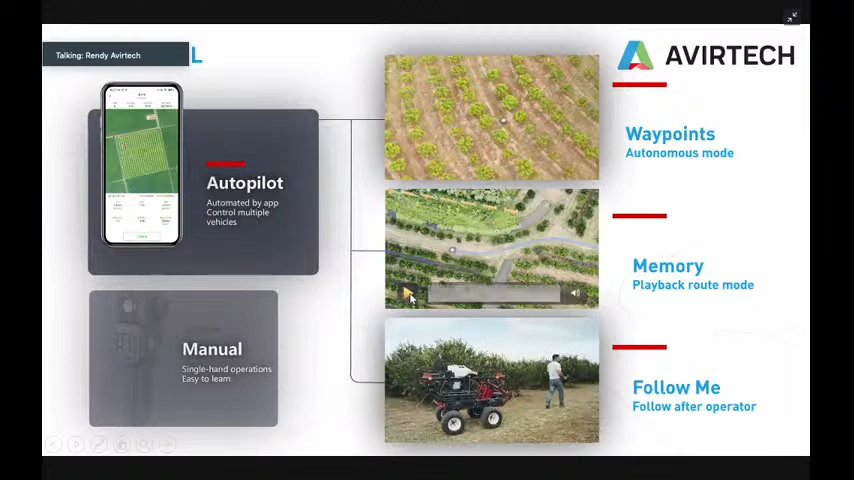 Talking: Rendy Avirtech
L
AVIRTECH
Autopilot
Automated by app
Control multiple
vehicles
Manual
Single-hand operations
Easy to learn
Waypoints
Autonomous mode
Memory
Playback route mode
Follow Me
Follow after operator